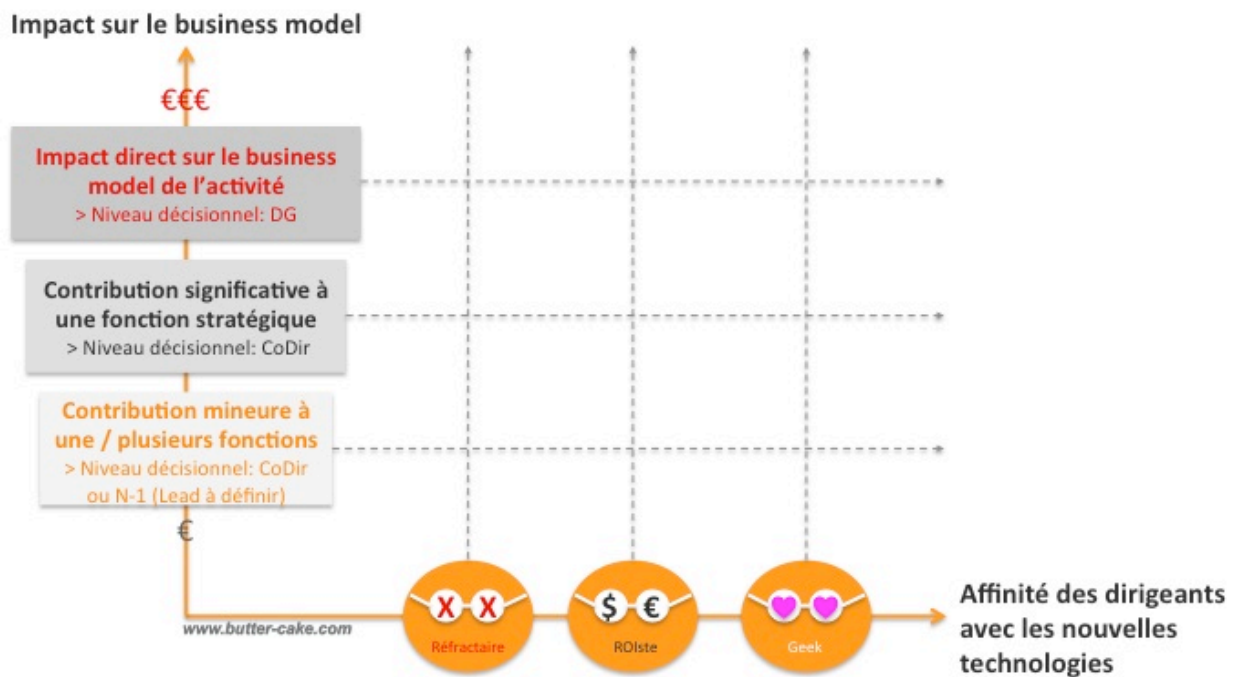 Impact sur le business model
€€€
Impact direct sur le business
model de l'activité
> Niveau décisionnel: DG
Contribution significative à
une fonction stratégique
> Niveau décisionnel: CoDir
Contribution mineure à
une / plusieurs fonctions
> Niveau décisionnel: CoDir
ou N-1 (Lead à définir)
€
X X
$ €
Réfractaire
ROIste
Geek
www.butter-cake.com
Affinité des dirigeants
avec les nouvelles
technologies